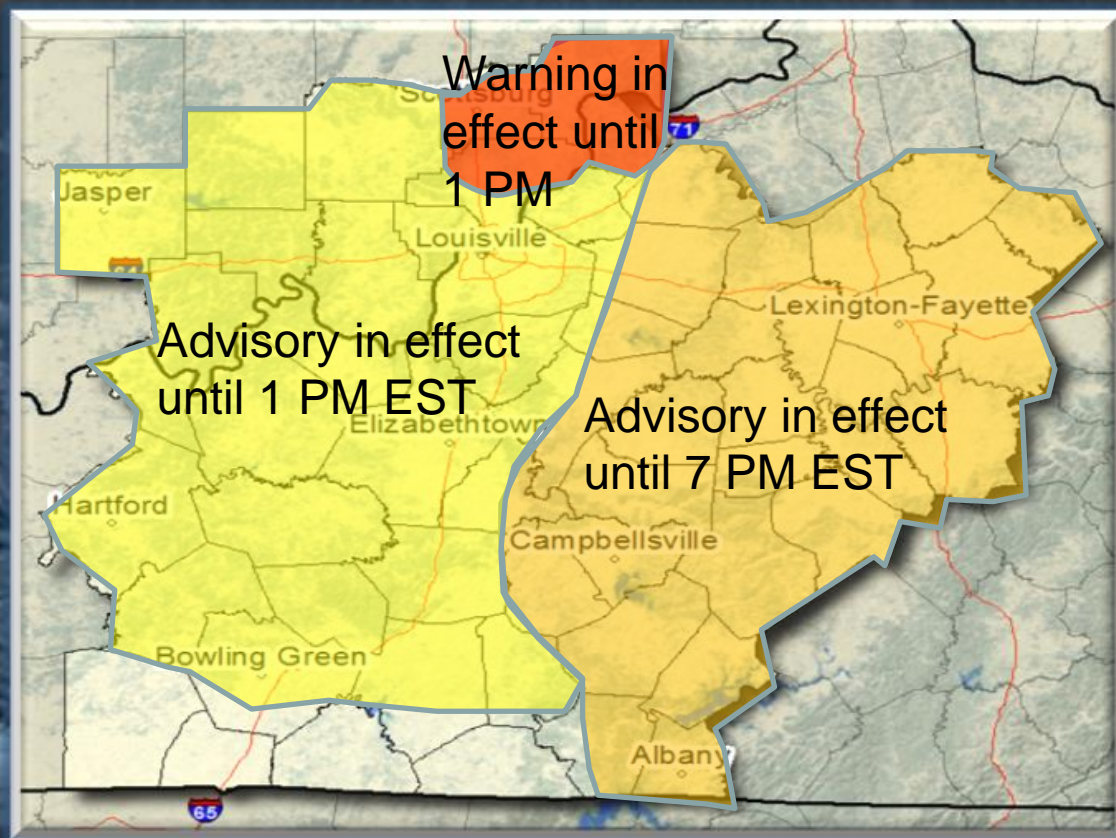 Warning in
effect until
1 PM
Scottsburg
71
Jasper
Louisville
Lexington-Fayette
Advisory in effect
until 1 PM EST
Elizabethtown
Advisory in effect
until 7 PM EST
Hartford
Campbellsville
Bowling Green
Albany
65